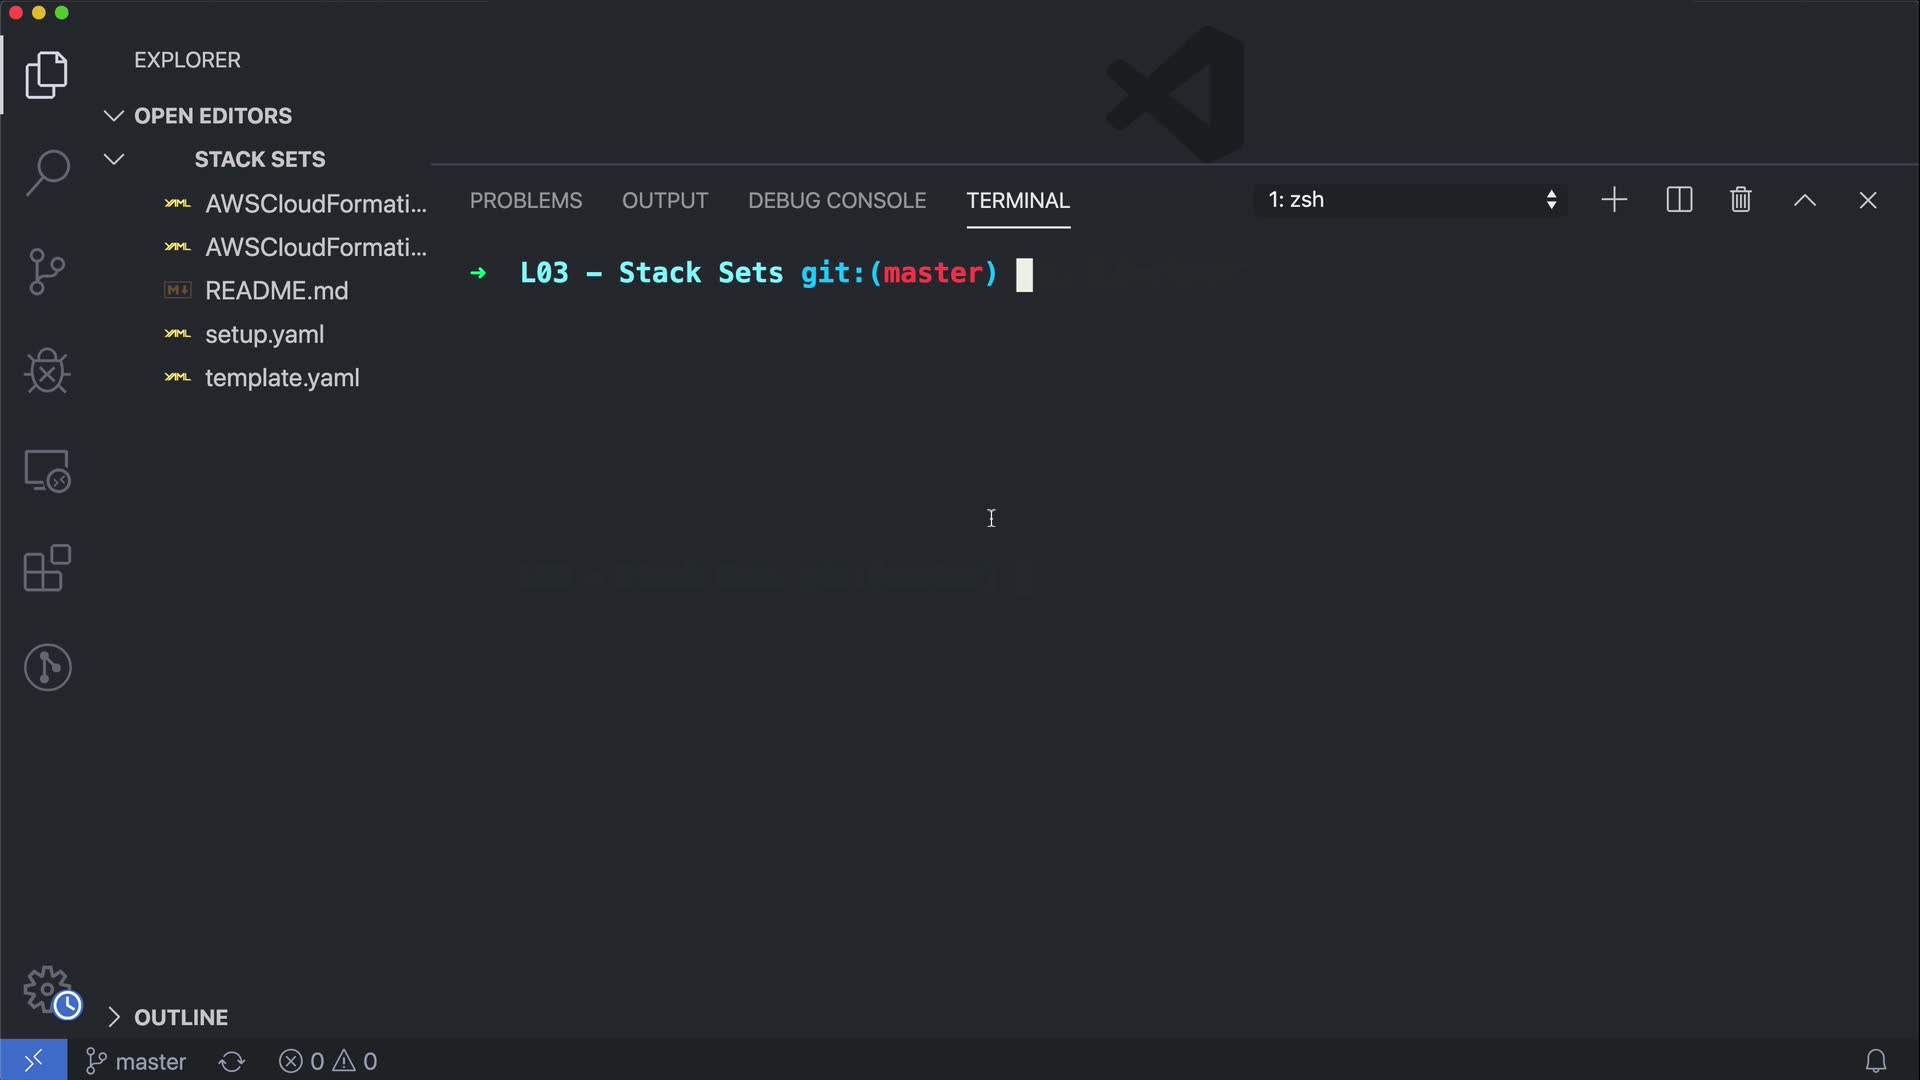 EXPLORER
OPEN EDITORS
STACK SETS
AWSCloudFormati...
AWSCloudFormati...
README.md
setup.yaml
template.yaml
OUTLINE
PROBLEMS OUTPUT DEBUG CONSOLE TERMINAL 1: zsh
➜ L03 - Stack Sets git:(master)
master 0 0